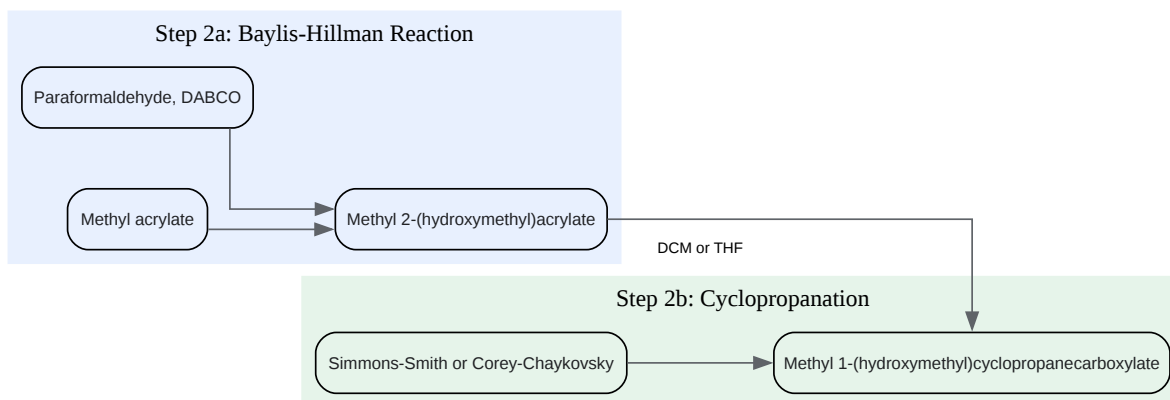 Step 2a: Baylis-Hillman Reaction
Paraformaldehyde, DABCO
Methyl acrylate
Methyl 2-(hydroxymethyl)acrylate
DCM or THF
Step 2b: Cyclopropanation
Simmons-Smith or Corey-Chaykovsky
Methyl 1-(hydroxymethyl)cyclopropanecarboxylate